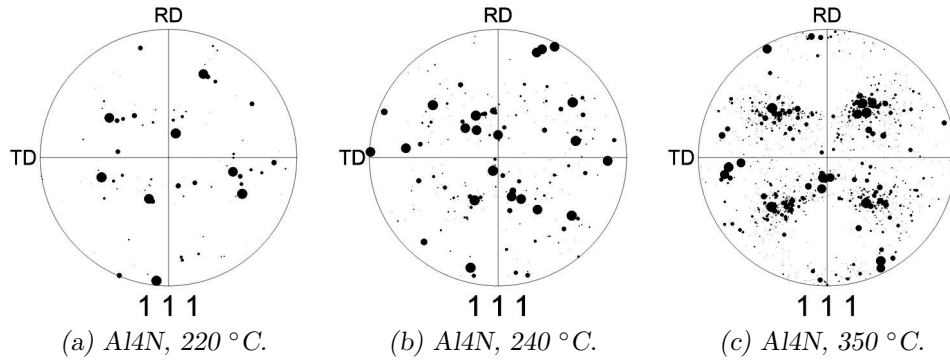 RD RD RD
TD TD TD
1 1 1 1 1 1 1 1 1
(a) Al4N, 220 °C. (b) Al4N, 240 °C. (c) Al4N, 350 °C.